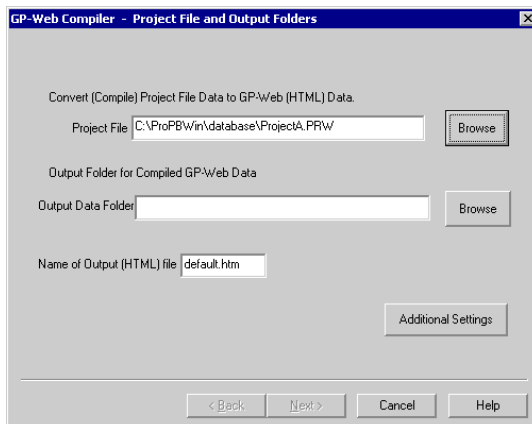 GP-Web Compiler - Project File and Output Folders
Convert (Compile) Project File Data to GP-Web (HTML) Data.
Project File C:\ProPBWin\database\ProjectA.PRW Browse
Output Folder for Compiled GP-Web Data
Output Data Folder Browse
Name of Output (HTML) file default.htm
Additional Settings
< Back Next > Cancel Help